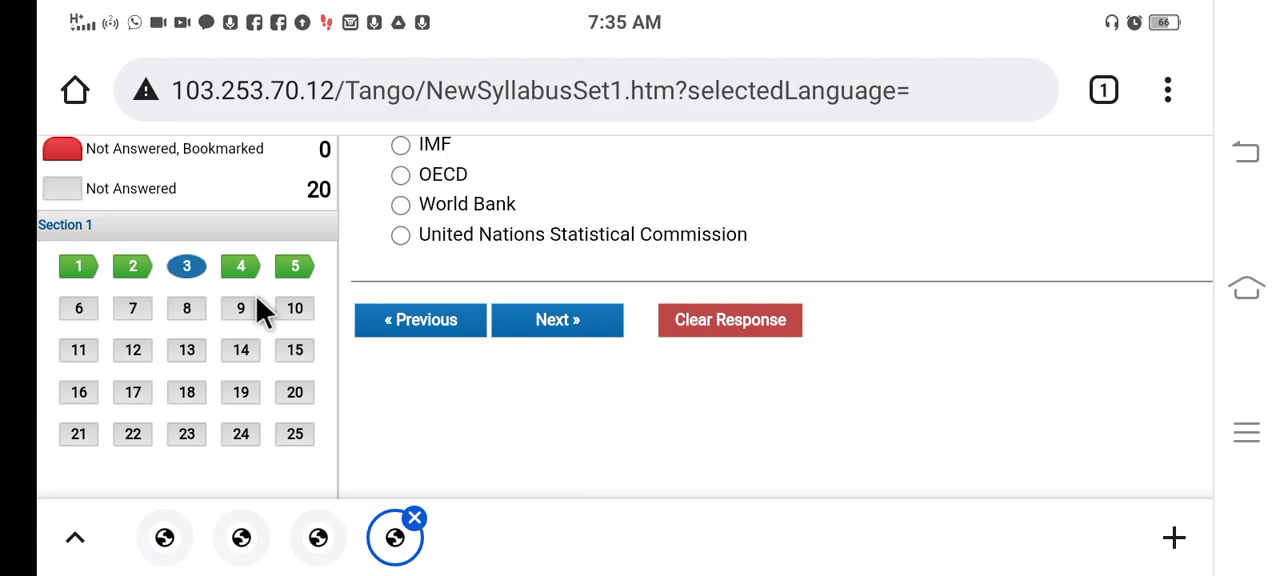 7:35 AM
66
103.253.70.12/Tango/NewSyllabusSet1.htm?selectedLanguage=
1
Not Answered, Bookmarked 0
Not Answered 20
Section 1
1 2 3 4 5
6 7 8 9 10
11 12 13 14 15
16 17 18 19 20
21 22 23 24 25
IMF
OECD
World Bank
United Nations Statistical Commission
« Previous Next » Clear Response